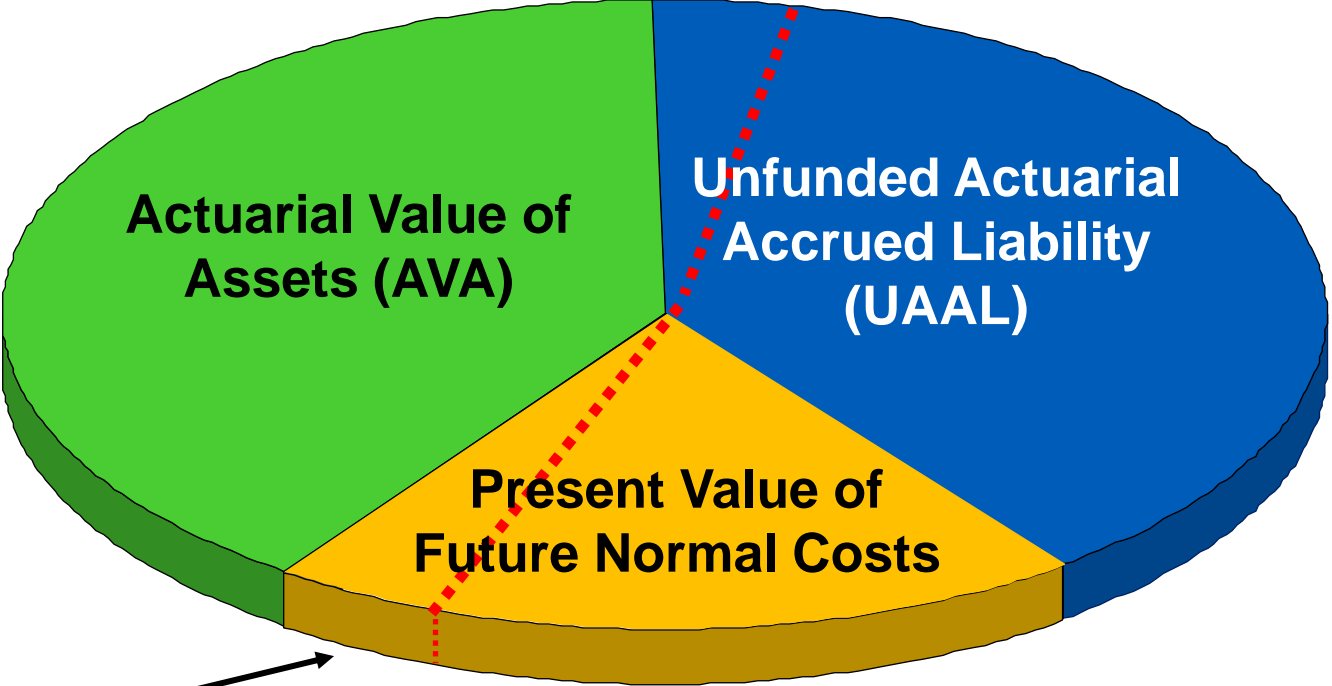 Actuarial Value of
Assets (AVA)
Unfunded Actuarial
Accrued Liability
(UAAL)
Present Value of
Future Normal Costs